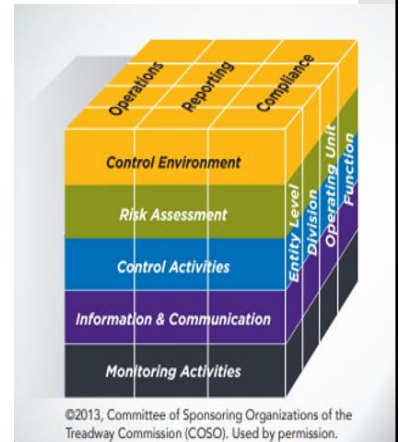 Operations
Reporting
Compliance
Control Environment
Risk Assessment
Control Activities
Information & Communication
Monitoring Activities
Entity Level
Division
Operating Unit
Function
©2013, Committee of Sponsoring Organizations of the
Treadway Commission (COSO). Used by permission.